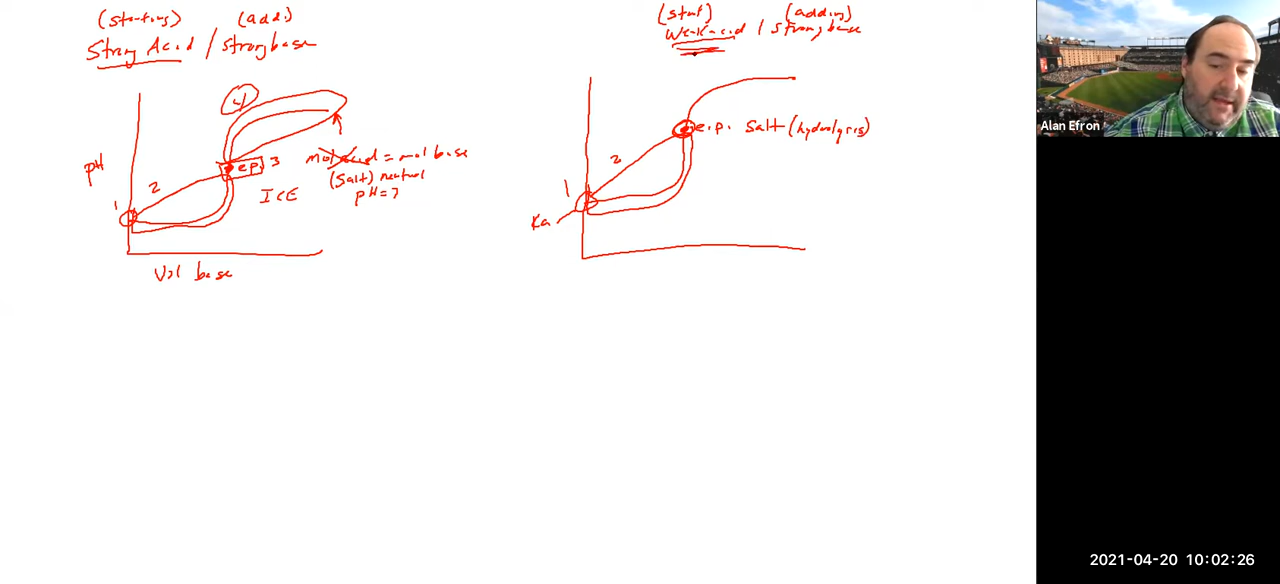 (starting) (add.)
Strong Acid / strong base
4
pH
e.p. 3
mol acid = mol base
(Salt) neutral
pH = 7
2
1
ICE
Vol base
(start) (adding)
Weak acid / strong base
e.p. Salt (hydrolysis)
2
1
Ka
Alan Efron
2021-04-20 10:02:26